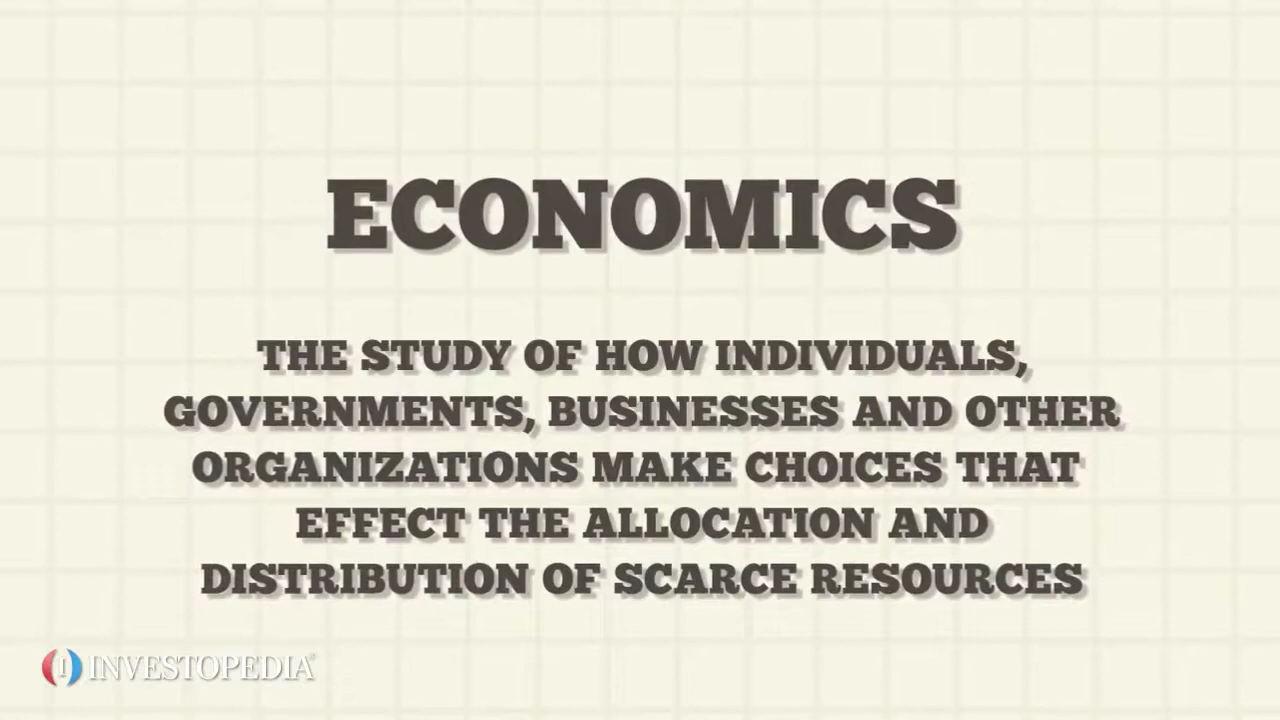 ECONOMICS
THE STUDY OF HOW INDIVIDUALS,
GOVERNMENTS, BUSINESSES AND OTHER
ORGANIZATIONS MAKE CHOICES THAT
EFFECT THE ALLOCATION AND
DISTRIBUTION OF SCARCE RESOURCES
INVESTOPEDIA®